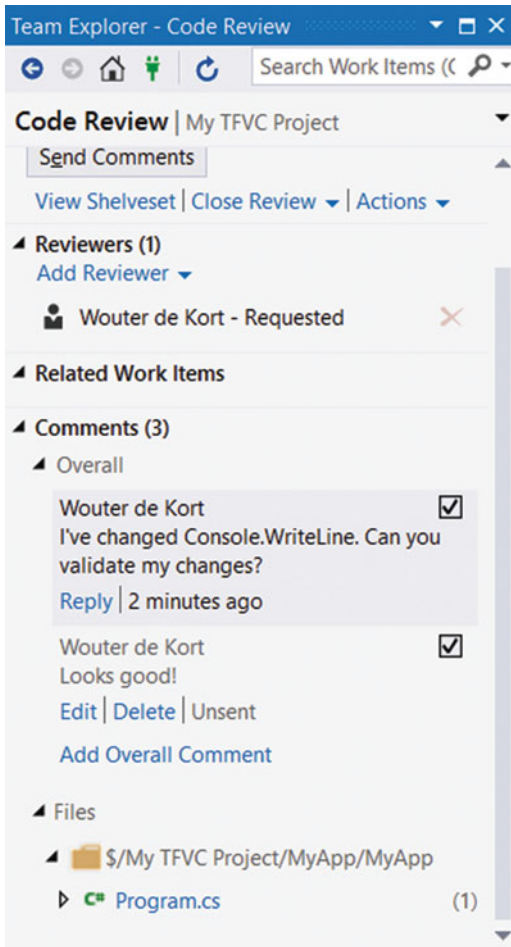 Team Explorer - Code Review
Search Work Items ((
Code Review | My TFVC Project
Send Comments
View Shelveset | Close Review | Actions
Reviewers (1)
Add Reviewer
Wouter de Kort - Requested
Related Work Items
Comments (3)
Overall
Wouter de Kort
I've changed Console.WriteLine. Can you
validate my changes?
Reply | 2 minutes ago
Wouter de Kort
Looks good!
Edit | Delete | Unsent
Add Overall Comment
Files
$/My TFVC Project/MyApp/MyApp
C# Program.cs (1)